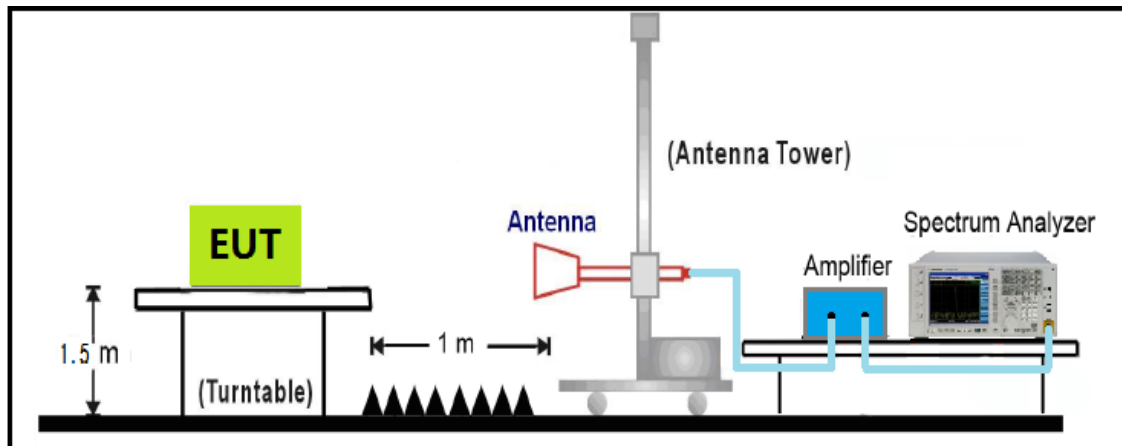 (Antenna Tower)
Antenna
EUT
Spectrum Analyzer
Amplifier
1.5 m
1 m
(Turntable)